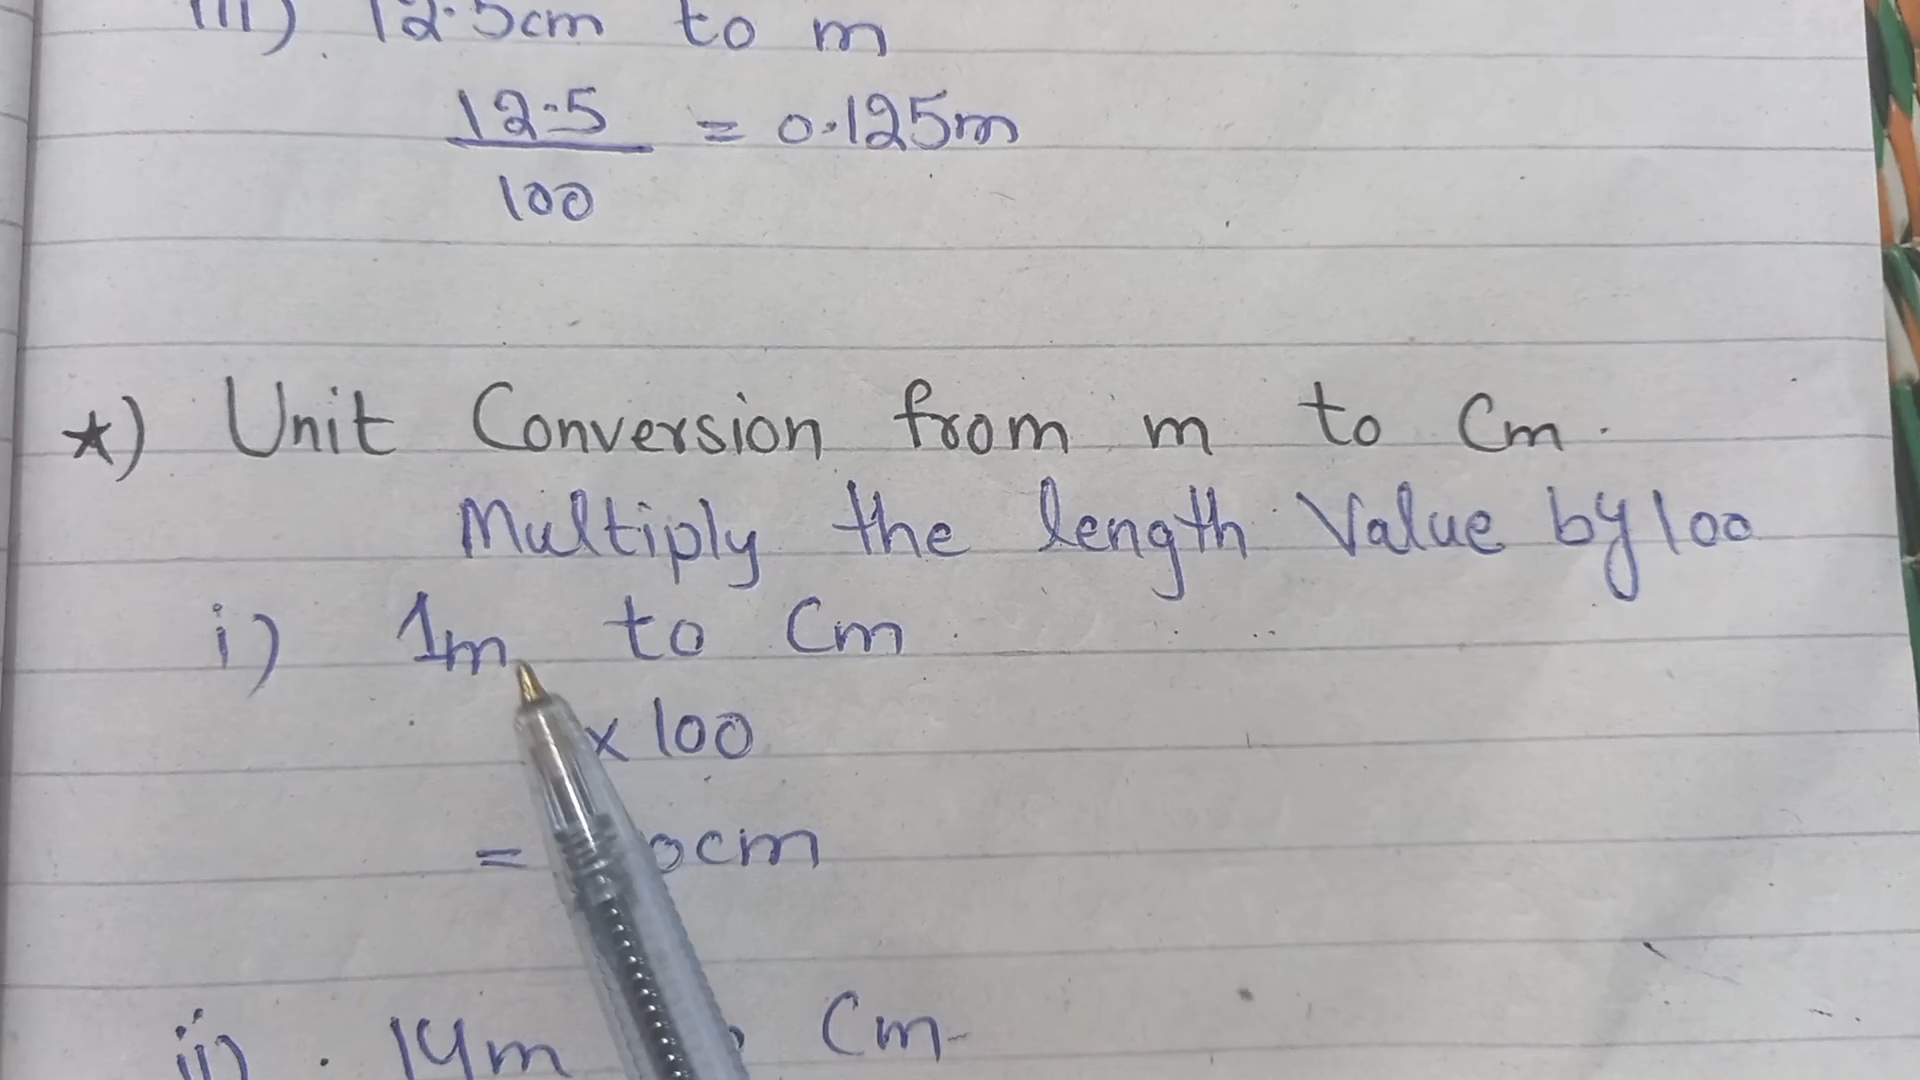 iii) 12.5cm to m
12.5
100
= 0.125m
★) Unit Conversion from m to Cm.
Multiply the length Value by 100
i) 1m to Cm
x 100
= cm
ii) 14m Cm